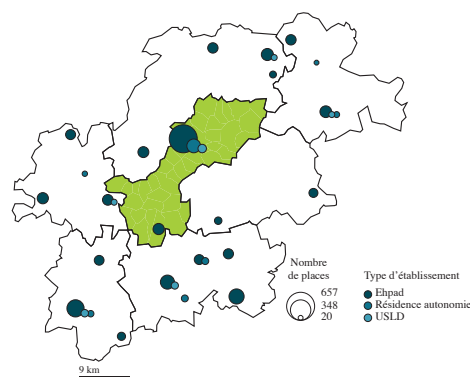 Nombre
de places
657
348
20
Type d'établissement
Ehpad
Résidence autonomie
USLD
9 km